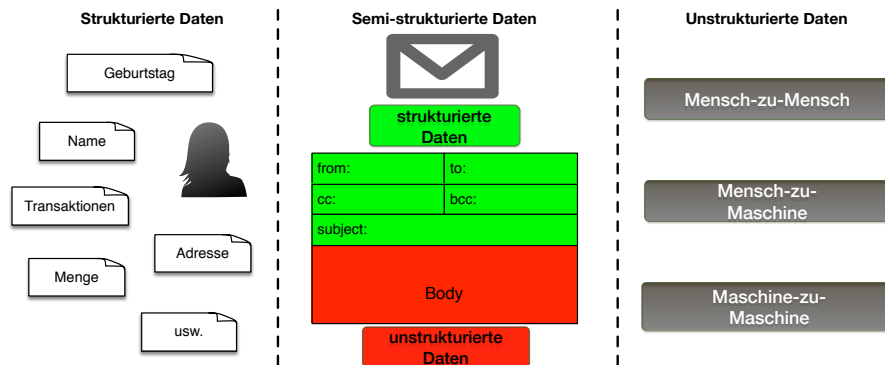 Strukturierte Daten
Geburtstag
Name
Transaktionen
Adresse
Menge
usw.
Semi-strukturierte Daten
strukturierte
Daten
from:
to:
cc:
bcc:
subject:
Body
unstrukturierte
Daten
Unstrukturierte Daten
Mensch-zu-Mensch
Mensch-zu-
Maschine
Maschine-zu-
Maschine